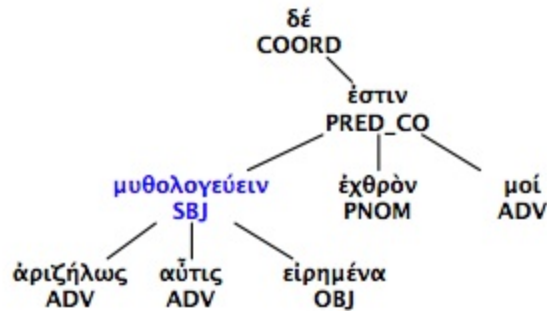 δέ
COORD
ἐστιν
PRED_CO
μυθολογεύειν ἐχθρὸν μοί
SBJ PNOM ADV
ἀριζήλως αὖτις εἰρημένα
ADV ADV OBJ